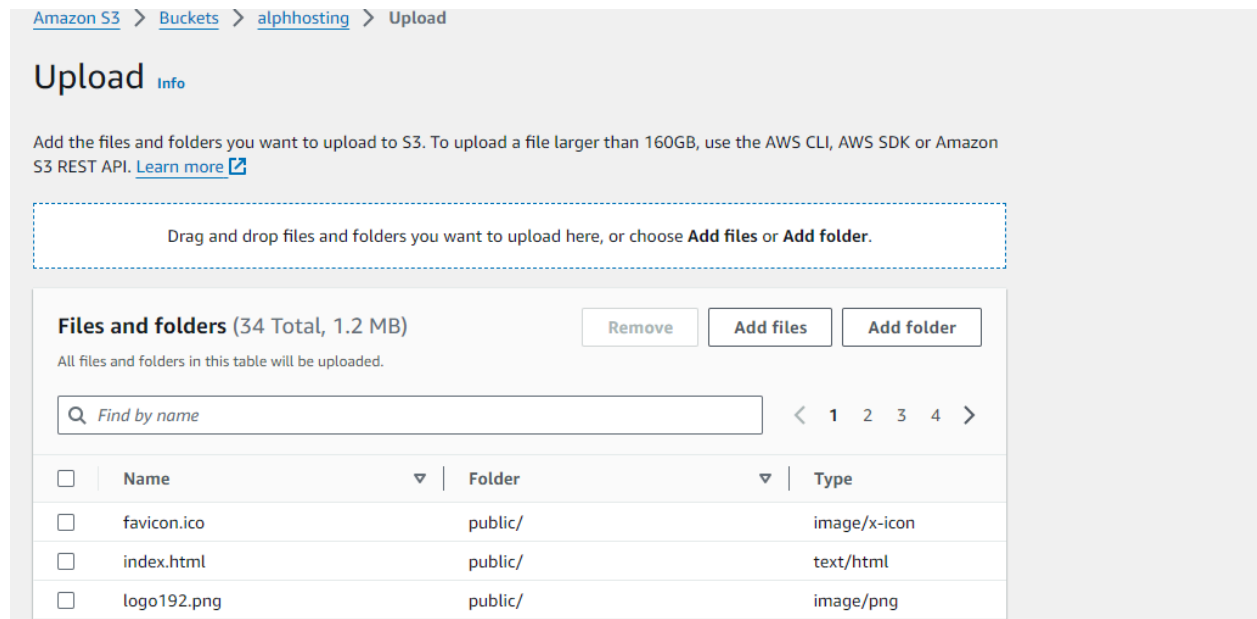 Amazon S3 > Buckets > alphhosting > Upload
Upload Info
Add the files and folders you want to upload to S3. To upload a file larger than 160GB, use the AWS CLI, AWS SDK or Amazon
S3 REST API. Learn more
Drag and drop files and folders you want to upload here, or choose Add files or Add folder.
Files and folders (34 Total, 1.2 MB) Remove Add files Add folder
All files and folders in this table will be uploaded.
Find by name < 1 2 3 4 >
Name Folder Type
favicon.ico public/ image/x-icon
index.html public/ text/html
logo192.png public/ image/png